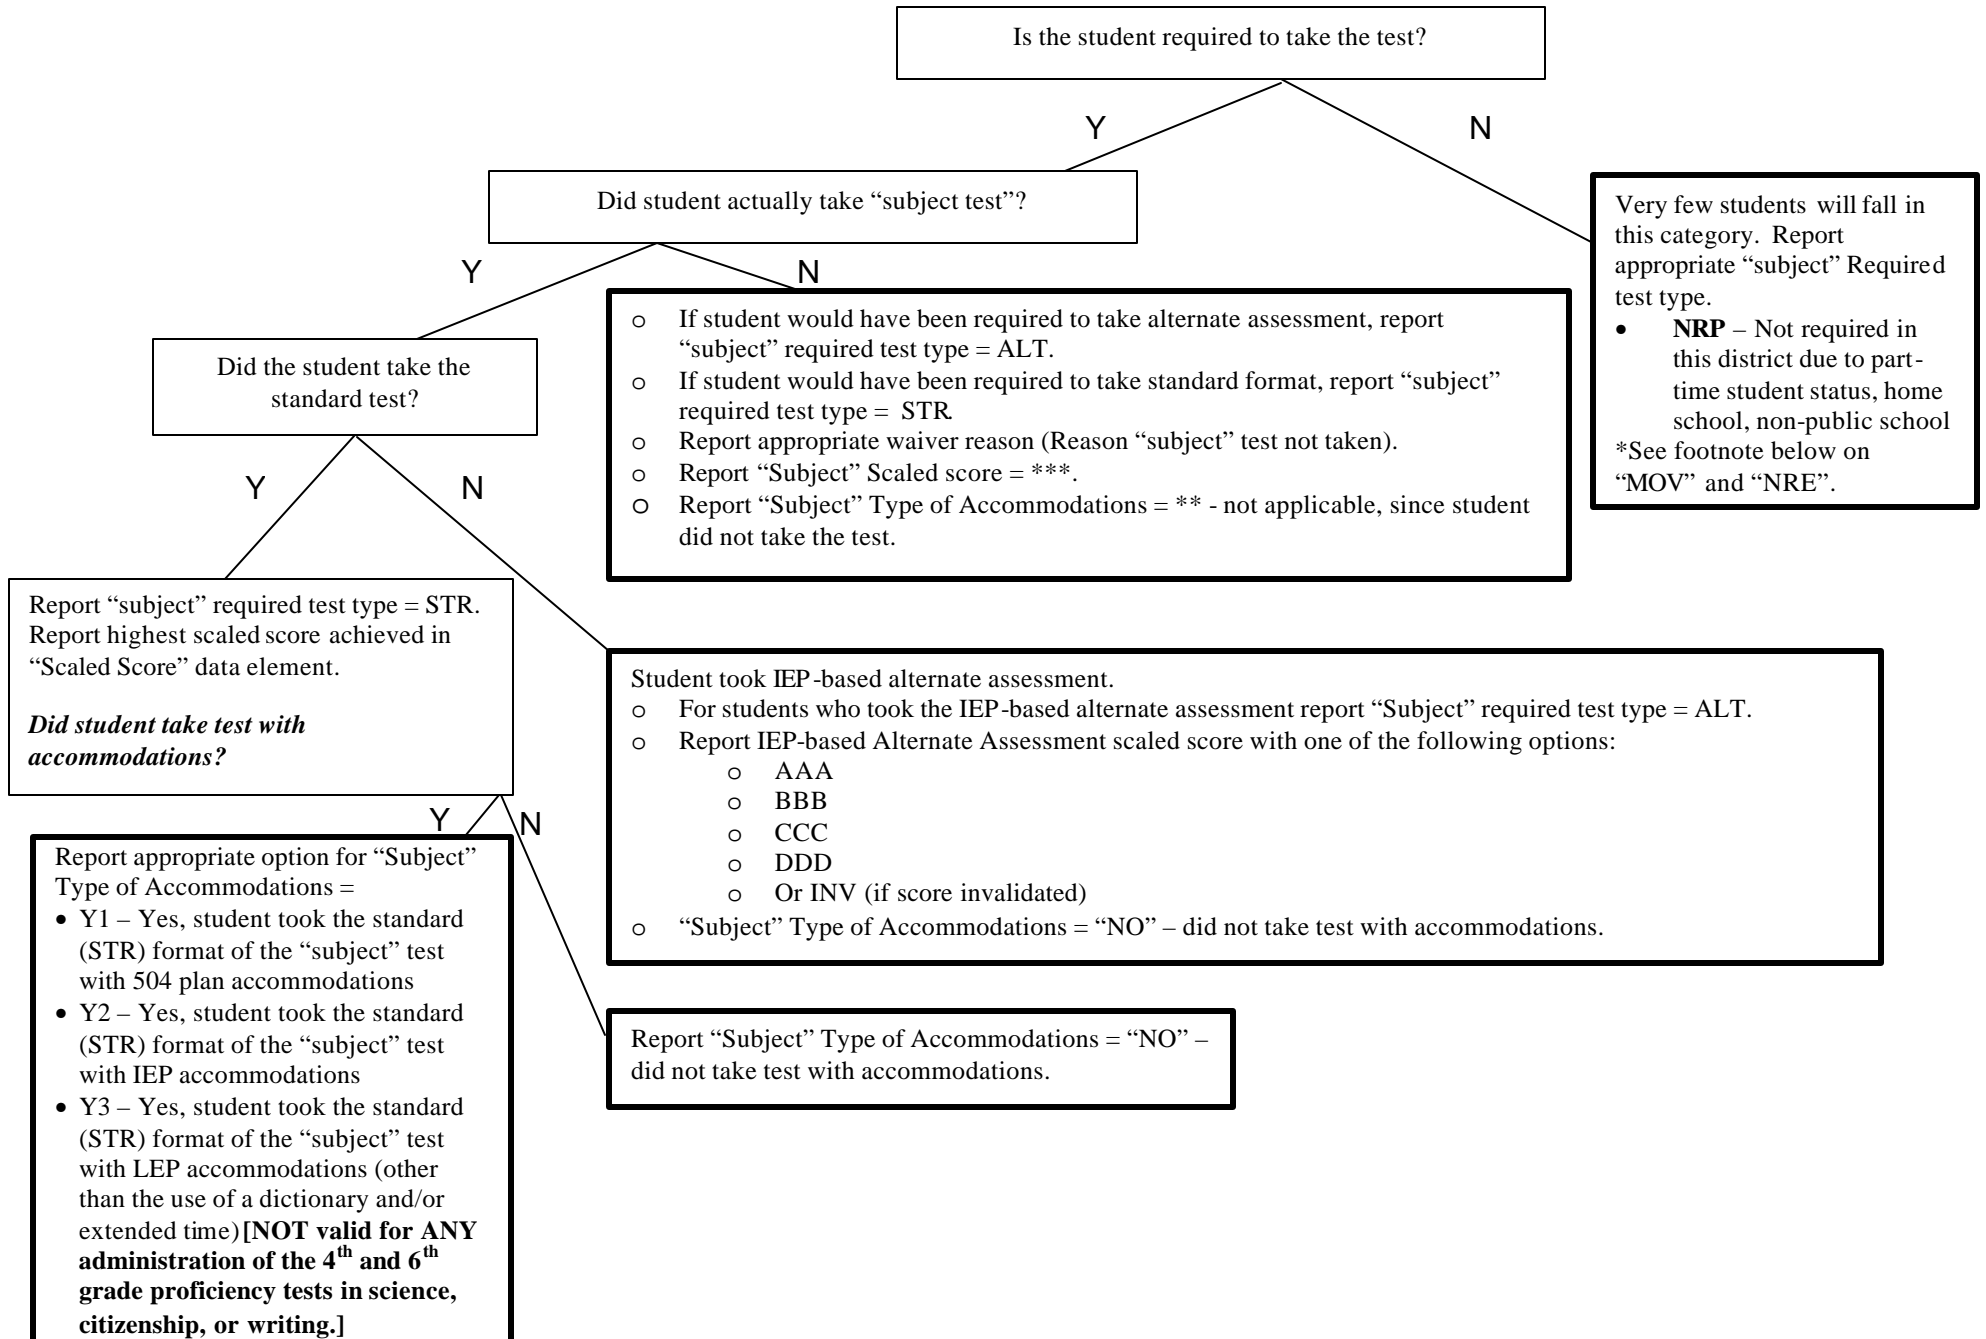 Is the student required to take the test?
Y
N
Did student actually take “subject test”?
Very few students will fall in
this category. Report
appropriate “subject” Required
test type.
• NRP – Not required in
this district due to part-
time student status, home
school, non-public school
*See footnote below on
“MOV” and “NRE”.
Y
N
o If student would have been required to take alternate assessment, report
“subject” required test type = ALT.
o If student would have been required to take standard format, report “subject”
required test type = STR.
o Report appropriate waiver reason (Reason “subject” test not taken).
o Report “Subject” Scaled score = ***.
o Report “Subject” Type of Accommodations = ** - not applicable, since student
did not take the test.
Did the student take the
standard test?
Y
N
Report “subject” required test type = STR.
Report highest scaled score achieved in
“Scaled Score” data element.
Did student take test with
accommodations?
Student took IEP-based alternate assessment.
o For students who took the IEP-based alternate assessment report “Subject” required test type = ALT.
o Report IEP-based Alternate Assessment scaled score with one of the following options:
o AAA
o BBB
o CCC
o DDD
o Or INV (if score invalidated)
o “Subject” Type of Accommodations = “NO” – did not take test with accommodations.
Y
N
Report appropriate option for “Subject”
Type of Accommodations =
• Y1 – Yes, student took the standard
(STR) format of the “subject” test
with 504 plan accommodations
• Y2 – Yes, student took the standard
(STR) format of the “subject” test
with IEP accommodations
• Y3 – Yes, student took the standard
(STR) format of the “subject” test
with LEP accommodations (other
than the use of a dictionary and/or
extended time) [NOT valid for ANY
administration of the 4th and 6th
grade proficiency tests in science,
citizenship, or writing.]
Report “Subject” Type of Accommodations = “NO” –
did not take test with accommodations.